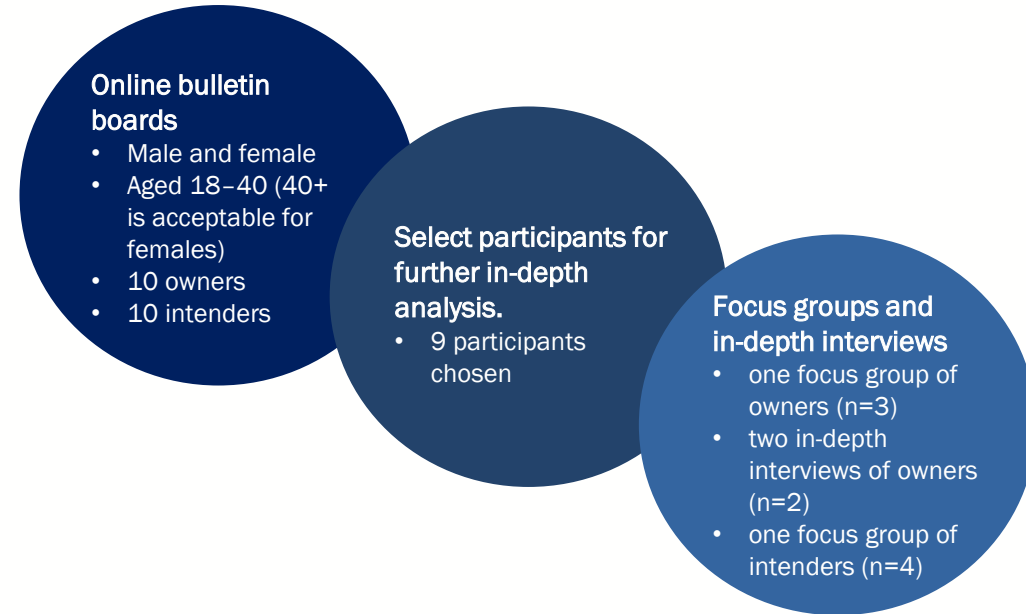 Online bulletin
boards
• Male and female
• Aged 18–40 (40+
is acceptable for
females)
• 10 owners
• 10 intenders
Select participants for
further in-depth
analysis.
• 9 participants
chosen
Focus groups and
in-depth interviews
• one focus group of
owners (n=3)
• two in-depth
interviews of owners
(n=2)
• one focus group of
intenders (n=4)